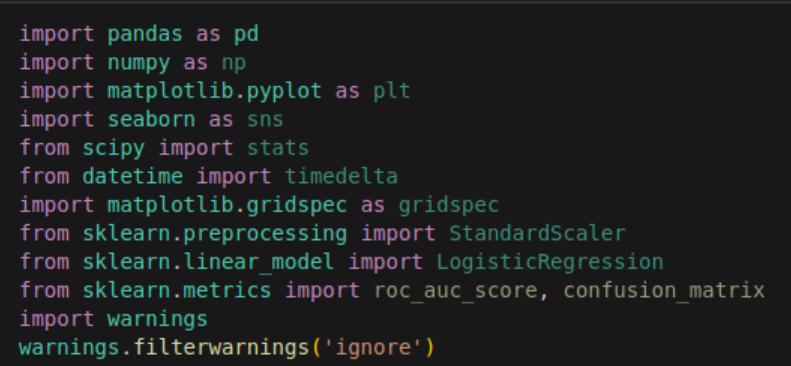 import pandas as pd
import numpy as np
import matplotlib.pyplot as plt
import seaborn as sns
from scipy import stats
from datetime import timedelta
import matplotlib.gridspec as gridspec
from sklearn.preprocessing import StandardScaler
from sklearn.linear_model import LogisticRegression
from sklearn.metrics import roc_auc_score, confusion_matrix
import warnings
warnings.filterwarnings('ignore')